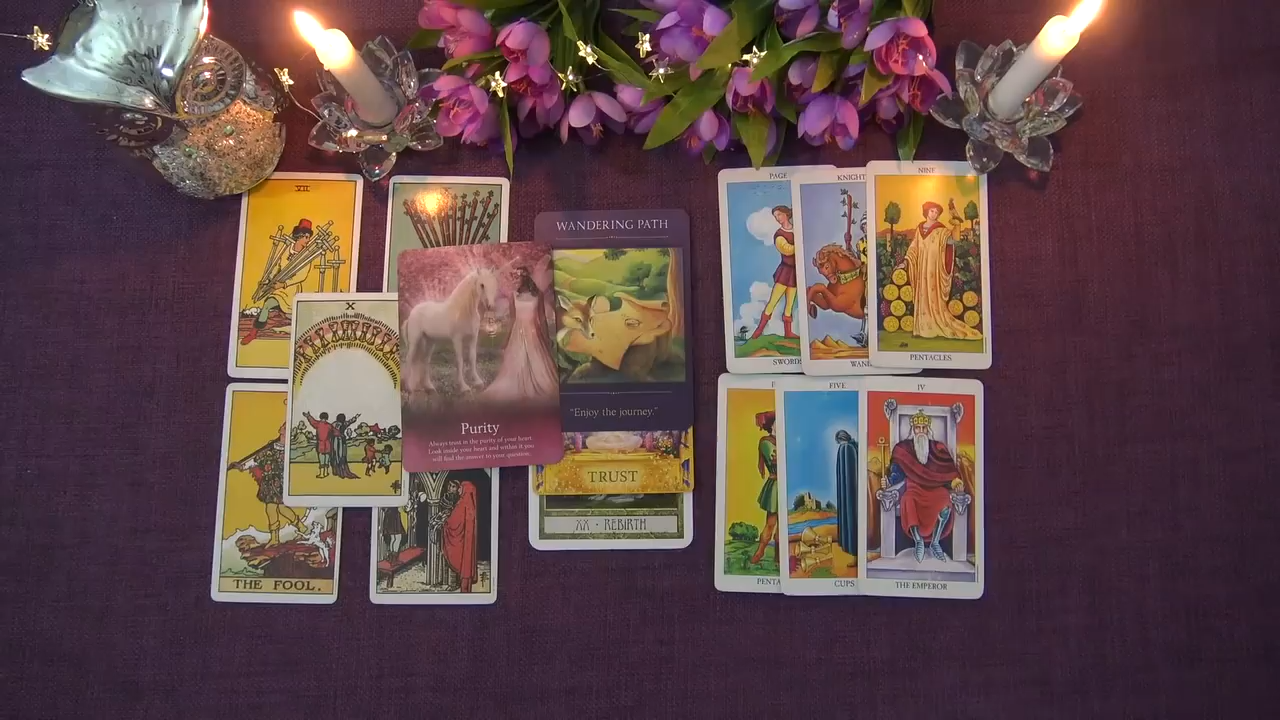 VII
X
THE FOOL.
Purity
Always trust in the purity of your heart.
Look inside your heart and within it you
will find the answer to your question.
WANDERING PATH
"Enjoy the journey."
TRUST
XX · REBIRTH
PAGE
SWORDS
KNIGHT
NINE
PENTACLES
FIVE
CUPS
IV
THE EMPEROR